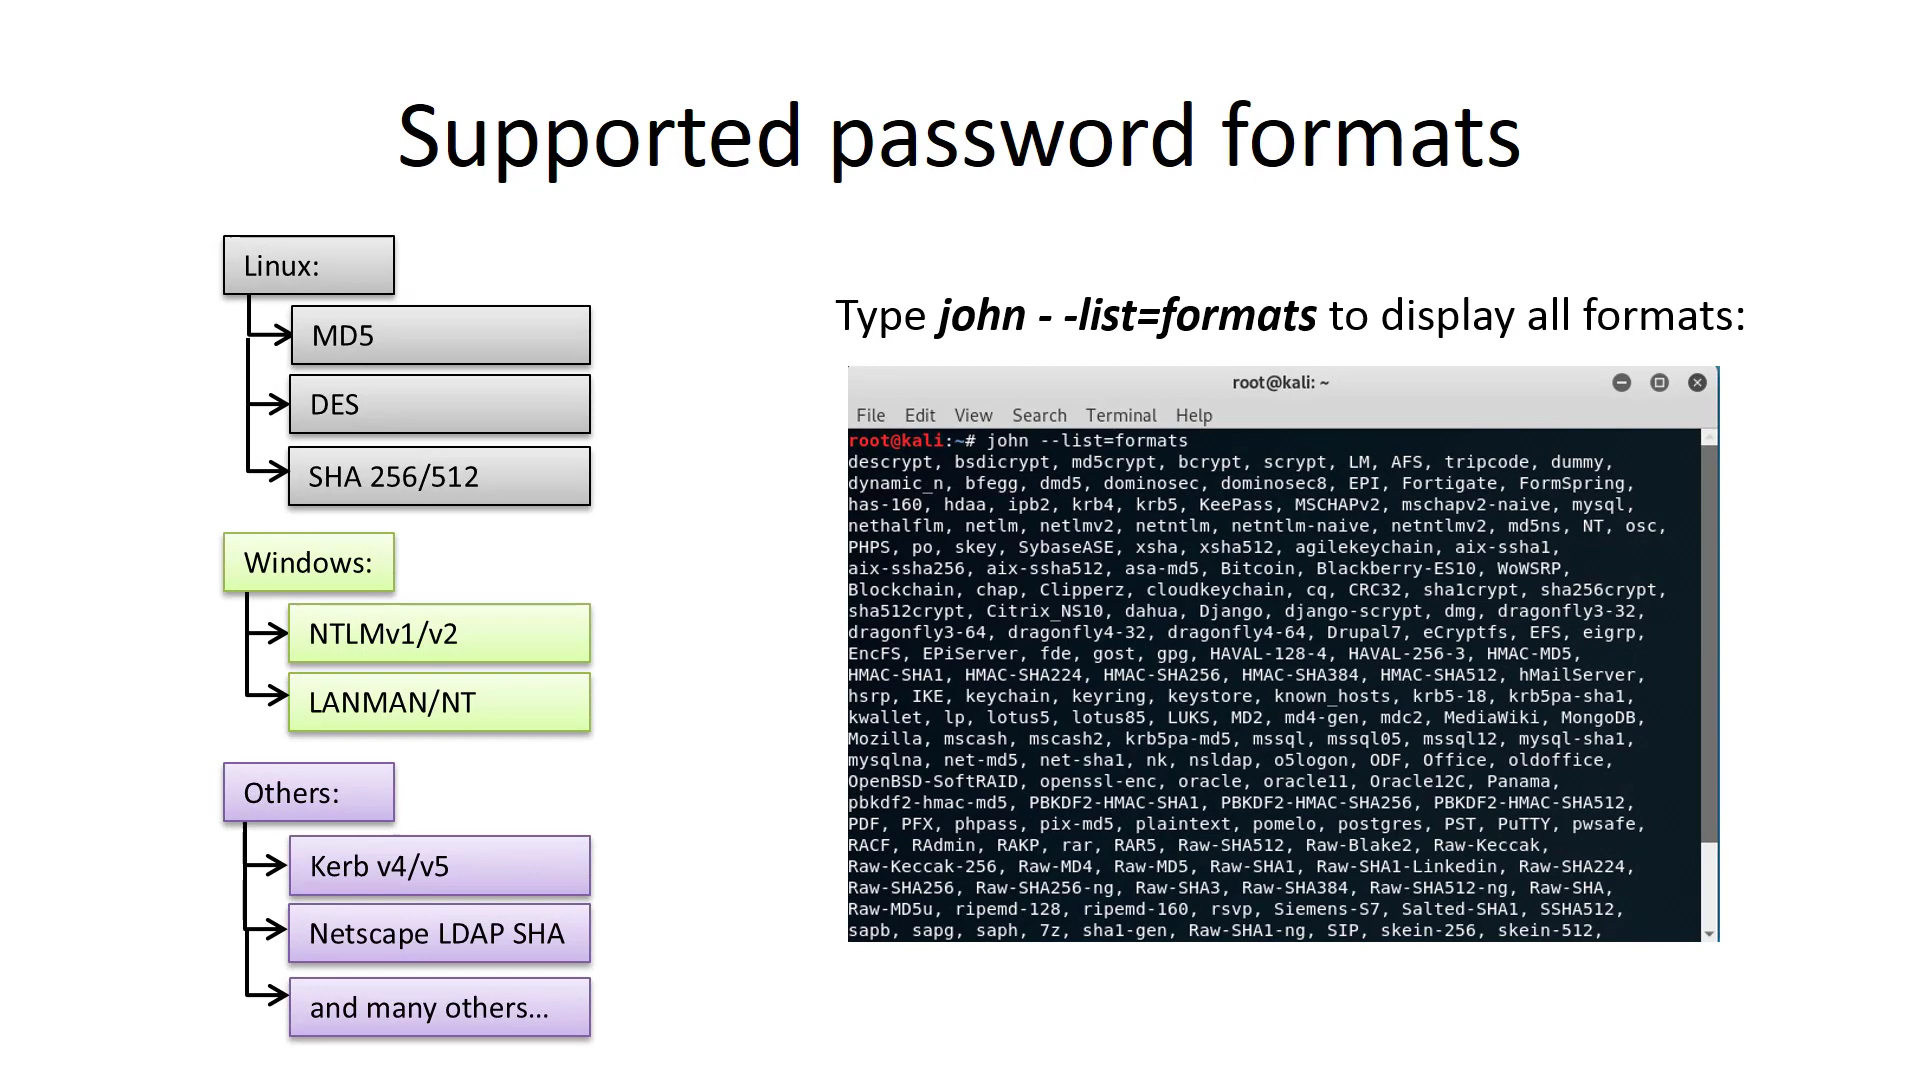 Supported password formats
Linux:
MD5
DES
SHA 256/512
Windows:
NTLMv1/v2
LANMAN/NT
Others:
Kerb v4/v5
Netscape LDAP SHA
and many others...
Type john - -list=formats to display all formats:
root@kali: ~
File Edit View Search Terminal Help
root@kali:~# john --list=formats
descrypt, bsdicrypt, md5crypt, bcrypt, scrypt, LM, AFS, tripcode, dummy,
dynamic_n, bfegg, dmd5, dominosec, dominosec8, EPI, Fortigate, FormSpring,
has-160, hdaa, ipb2, krb4, krb5, KeePass, MSCHAPv2, mschapv2-naive, mysql,
nethalflm, netlm, netlmv2, netntlm, netntlm-naive, netntlmv2, md5ns, NT, osc,
PHPS, po, skey, SybaseASE, xsha, xsha512, agilekeychain, aix-ssha1,
aix-ssha256, aix-ssha512, asa-md5, Bitcoin, Blackberry-ES10, WoWSRP,
Blockchain, chap, Clipperz, cloudkeychain, cq, CRC32, sha1crypt, sha256crypt,
sha512crypt, Citrix_NS10, dahua, Django, django-scrypt, dmg, dragonfly3-32,
dragonfly3-64, dragonfly4-32, dragonfly4-64, Drupal7, eCryptfs, EFS, eigrp,
EncFS, EPiServer, fde, gost, gpg, HAVAL-128-4, HAVAL-256-3, HMAC-MD5,
HMAC-SHA1, HMAC-SHA224, HMAC-SHA256, HMAC-SHA384, HMAC-SHA512, hMailServer,
hsrp, IKE, keychain, keyring, keystore, known_hosts, krb5-18, krb5pa-sha1,
kwallet, lp, lotus5, lotus85, LUKS, MD2, md4-gen, mdc2, MediaWiki, MongoDB,
Mozilla, mscash, mscash2, krb5pa-md5, mssql, mssql05, mssql12, mysql-sha1,
mysqlna, net-md5, net-sha1, nk, nsldap, o5logon, ODF, Office, oldoffice,
OpenBSD-SoftRAID, openssl-enc, oracle, oracle11, Oracle12C, Panama,
pbkdf2-hmac-md5, PBKDF2-HMAC-SHA1, PBKDF2-HMAC-SHA256, PBKDF2-HMAC-SHA512,
PDF, PFX, phpass, pix-md5, plaintext, pomelo, postgres, PST, PuTTY, pwsafe,
RACF, RAdmin, RAKP, rar, RAR5, Raw-SHA512, Raw-Blake2, Raw-Keccak,
Raw-Keccak-256, Raw-MD4, Raw-MD5, Raw-SHA1, Raw-SHA1-Linkedin, Raw-SHA224,
Raw-SHA256, Raw-SHA256-ng, Raw-SHA3, Raw-SHA384, Raw-SHA512-ng, Raw-SHA,
Raw-MD5u, ripemd-128, ripemd-160, rsvp, Siemens-S7, Salted-SHA1, SSHA512,
sapb, sapg, saph, 7z, sha1-gen, Raw-SHA1-ng, SIP, skein-256, skein-512,